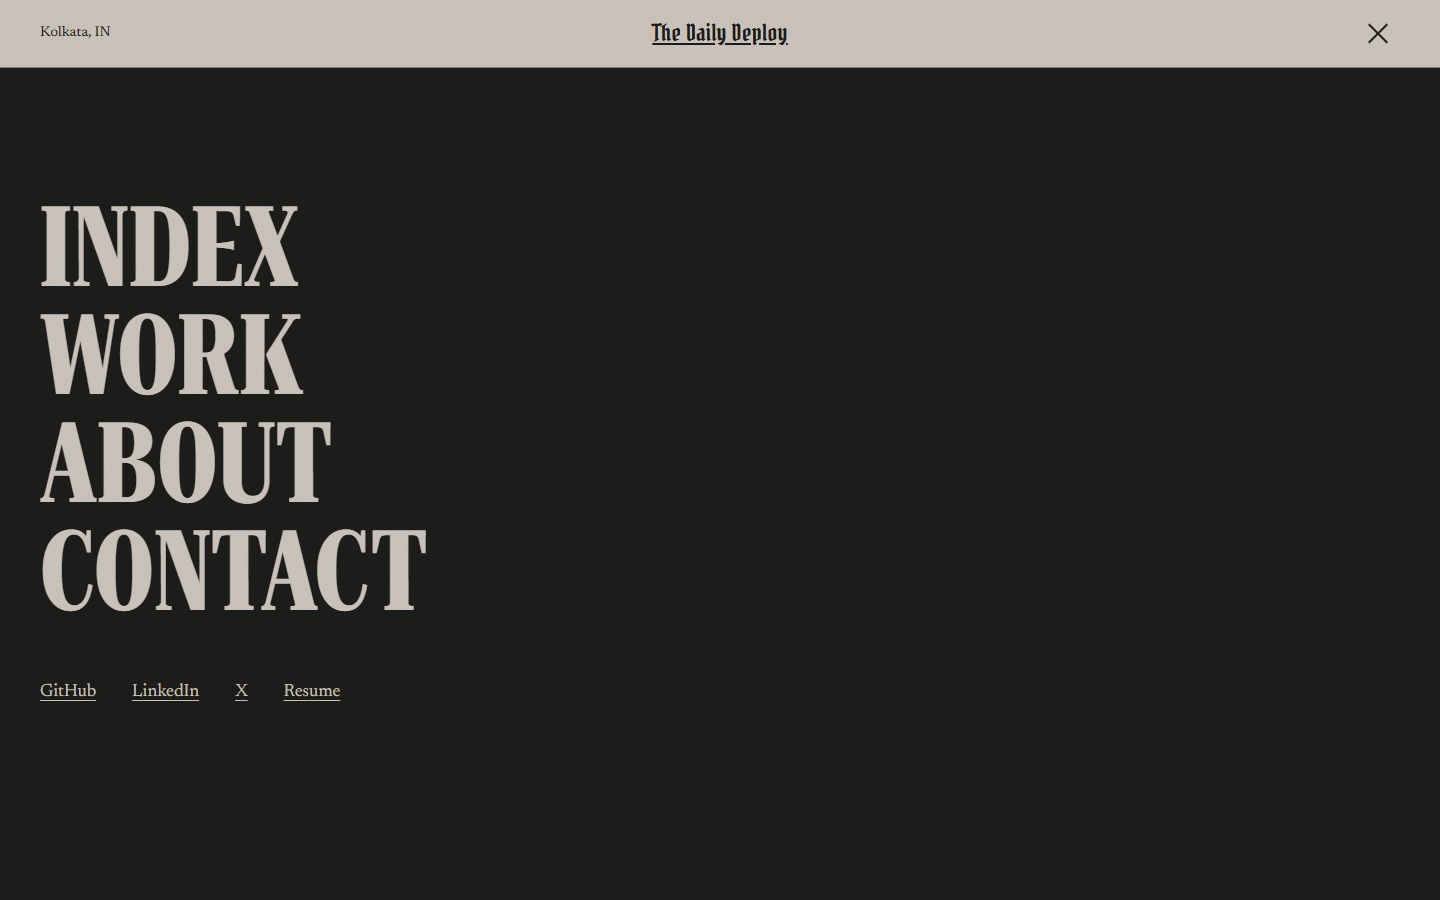 Kolkata, IN
The Daily Deploy
INDEX
WORK
ABOUT
CONTACT
GitHub LinkedIn X Resume